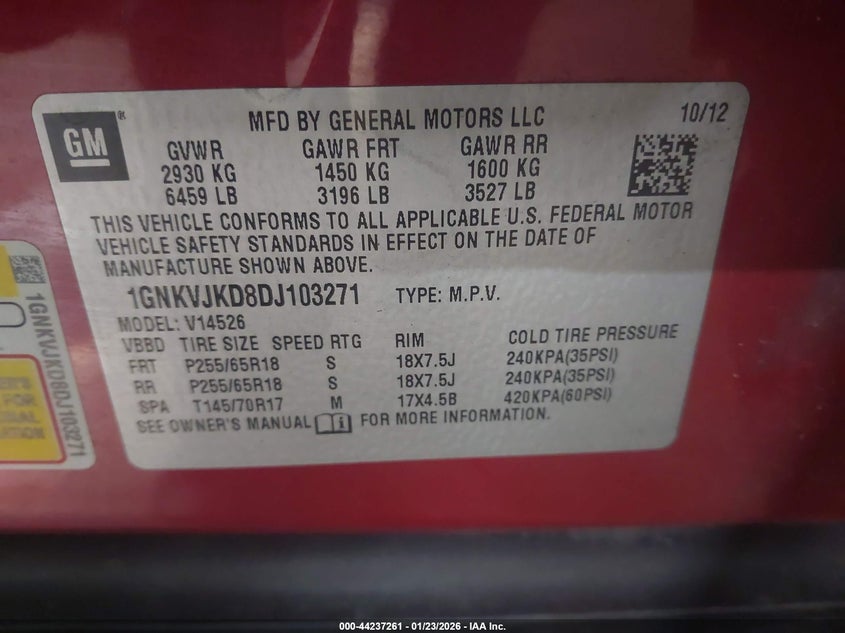 GM
MFD BY GENERAL MOTORS LLC 10/12
GVWR GAWR FRT GAWR RR
2930 KG 1450 KG 1600 KG
6459 LB 3196 LB 3527 LB
THIS VEHICLE CONFORMS TO ALL APPLICABLE U.S. FEDERAL MOTOR
VEHICLE SAFETY STANDARDS IN EFFECT ON THE DATE OF
MANUFACTURE SHOWN ABOVE.
1GNKVJKD8DJ103271 TYPE: M.P.V.
MODEL: V14526
VBBD TIRE SIZE SPEED RTG RIM COLD TIRE PRESSURE
FRT P255/65R18 S 18X7.5J 240KPA(35PSI)
RR P255/65R18 S 18X7.5J 240KPA(35PSI)
SPA T145/70R17 M 17X4.5B 420KPA(60PSI)
SEE OWNER'S MANUAL FOR MORE INFORMATION.
1GNKVJKD8DJ103271
FOR
000-44237261 - 01/23/2026 - IAA Inc.